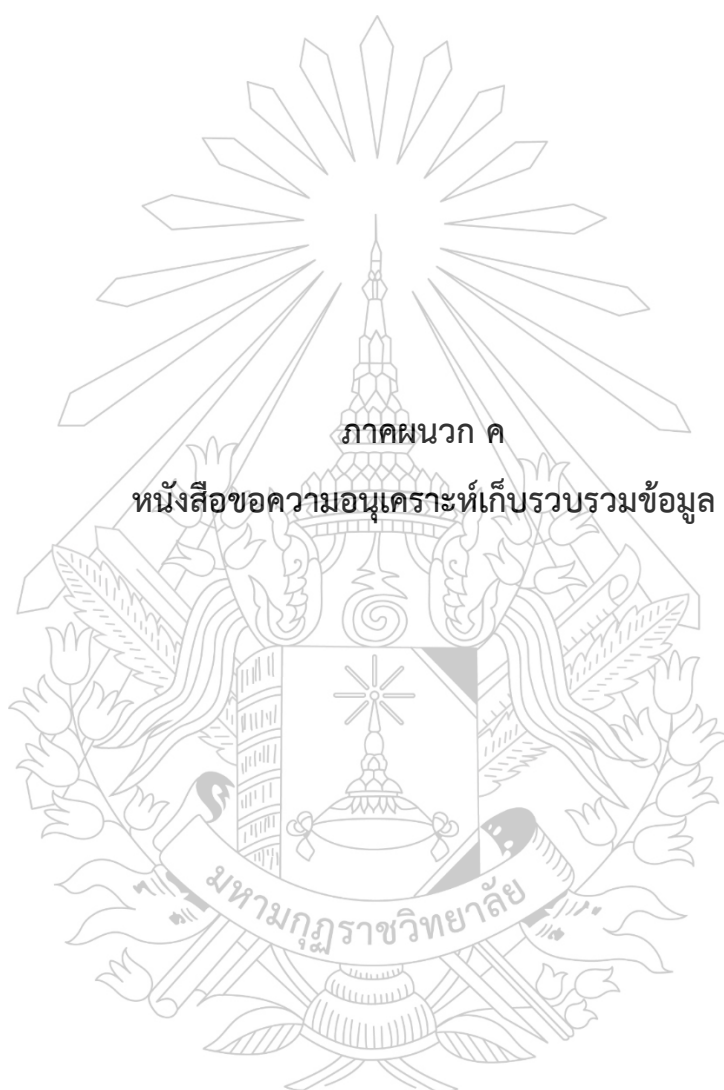 ภาคผนวก ค
หนังสือขอความอนุเคราะห์เก็บรวบรวมข้อมูล
มหามกุฏราชวิทยาลัย